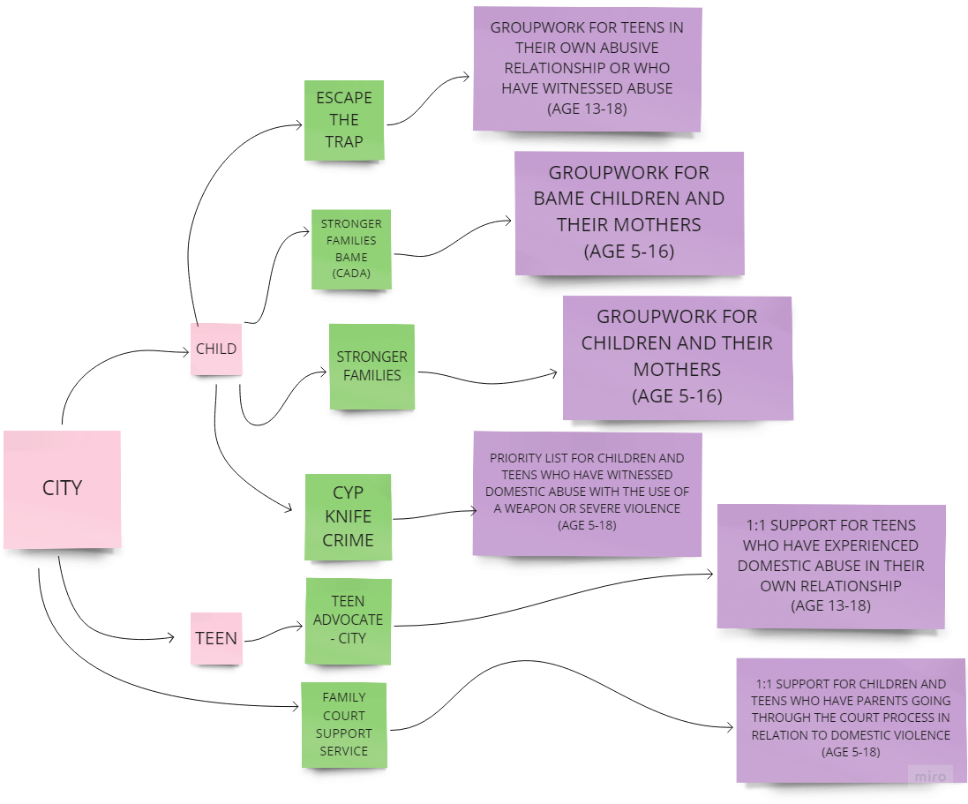 GROUPWORK FOR TEENS IN
THEIR OWN ABUSIVE
RELATIONSHIP OR WHO
HAVE WITNESSED ABUSE
(AGE 13-18)
ESCAPE
THE
TRAP
GROUPWORK FOR
BAME CHILDREN AND
THEIR MOTHERS
(AGE 5-16)
STRONGER
FAMILIES
BAME
(CADA)
CHILD
STRONGER
FAMILIES
GROUPWORK FOR
CHILDREN AND THEIR
MOTHERS
(AGE 5-16)
CITY
CYP
KNIFE
CRIME
PRIORITY LIST FOR CHILDREN AND
TEENS WHO HAVE WITNESSED
DOMESTIC ABUSE WITH THE USE OF
A WEAPON OR SEVERE VIOLENCE
(AGE 5-18)
TEEN
TEEN
ADVOCATE
- CITY
1:1 SUPPORT FOR TEENS
WHO HAVE EXPERIENCED
DOMESTIC ABUSE IN THEIR
OWN RELATIONSHIP
(AGE 13-18)
FAMILY
COURT
SUPPORT
SERVICE
1:1 SUPPORT FOR CHILDREN AND
TEENS WHO HAVE PARENTS GOING
THROUGH THE COURT PROCESS IN
RELATION TO DOMESTIC VIOLENCE
(AGE 5-18)
miro